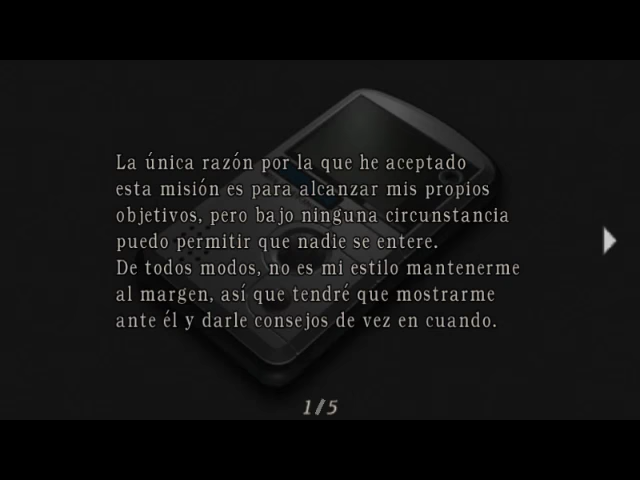 La única razón por la que he aceptado
esta misión es para alcanzar mis propios
objetivos, pero bajo ninguna circunstancia
puedo permitir que nadie se entere.
De todos modos, no es mi estilo mantenerme
al margen, así que tendré que mostrarme
ante él y darle consejos de vez en cuando.
1/5